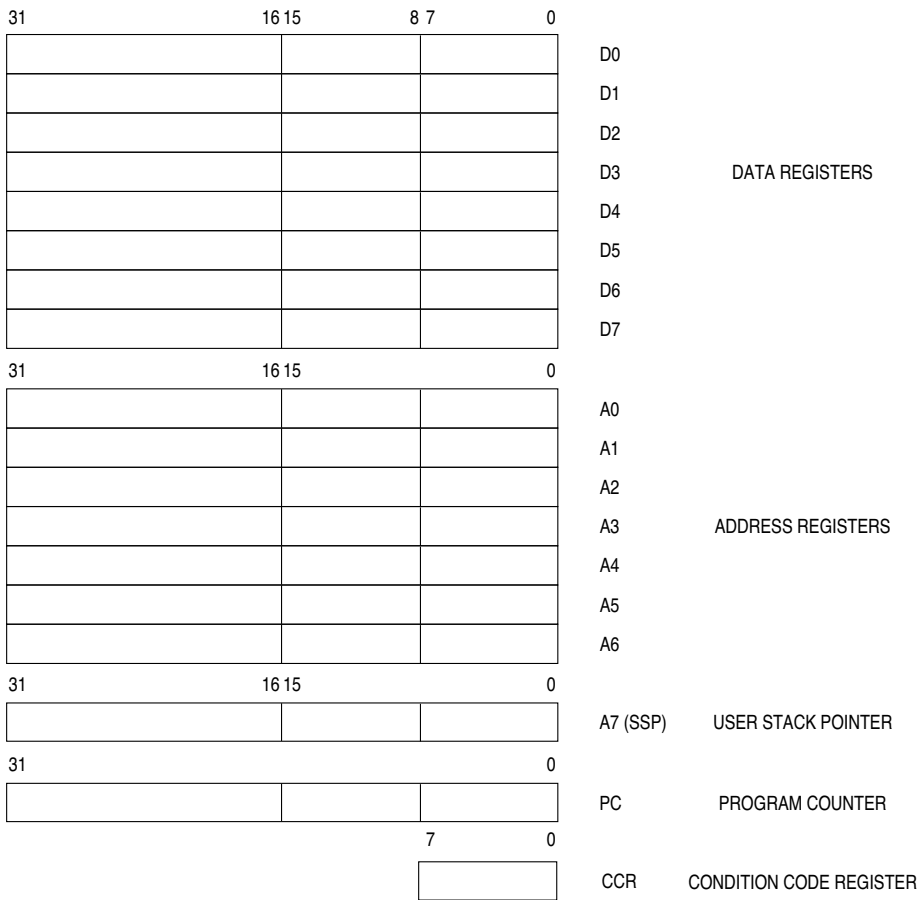 31 16 15 8 7 0
D0
D1
D2
D3 DATA REGISTERS
D4
D5
D6
D7
31 16 15 0
A0
A1
A2
A3 ADDRESS REGISTERS
A4
A5
A6
31 16 15 0
A7 (SSP) USER STACK POINTER
31 0
PC PROGRAM COUNTER
7 0
CCR CONDITION CODE REGISTER